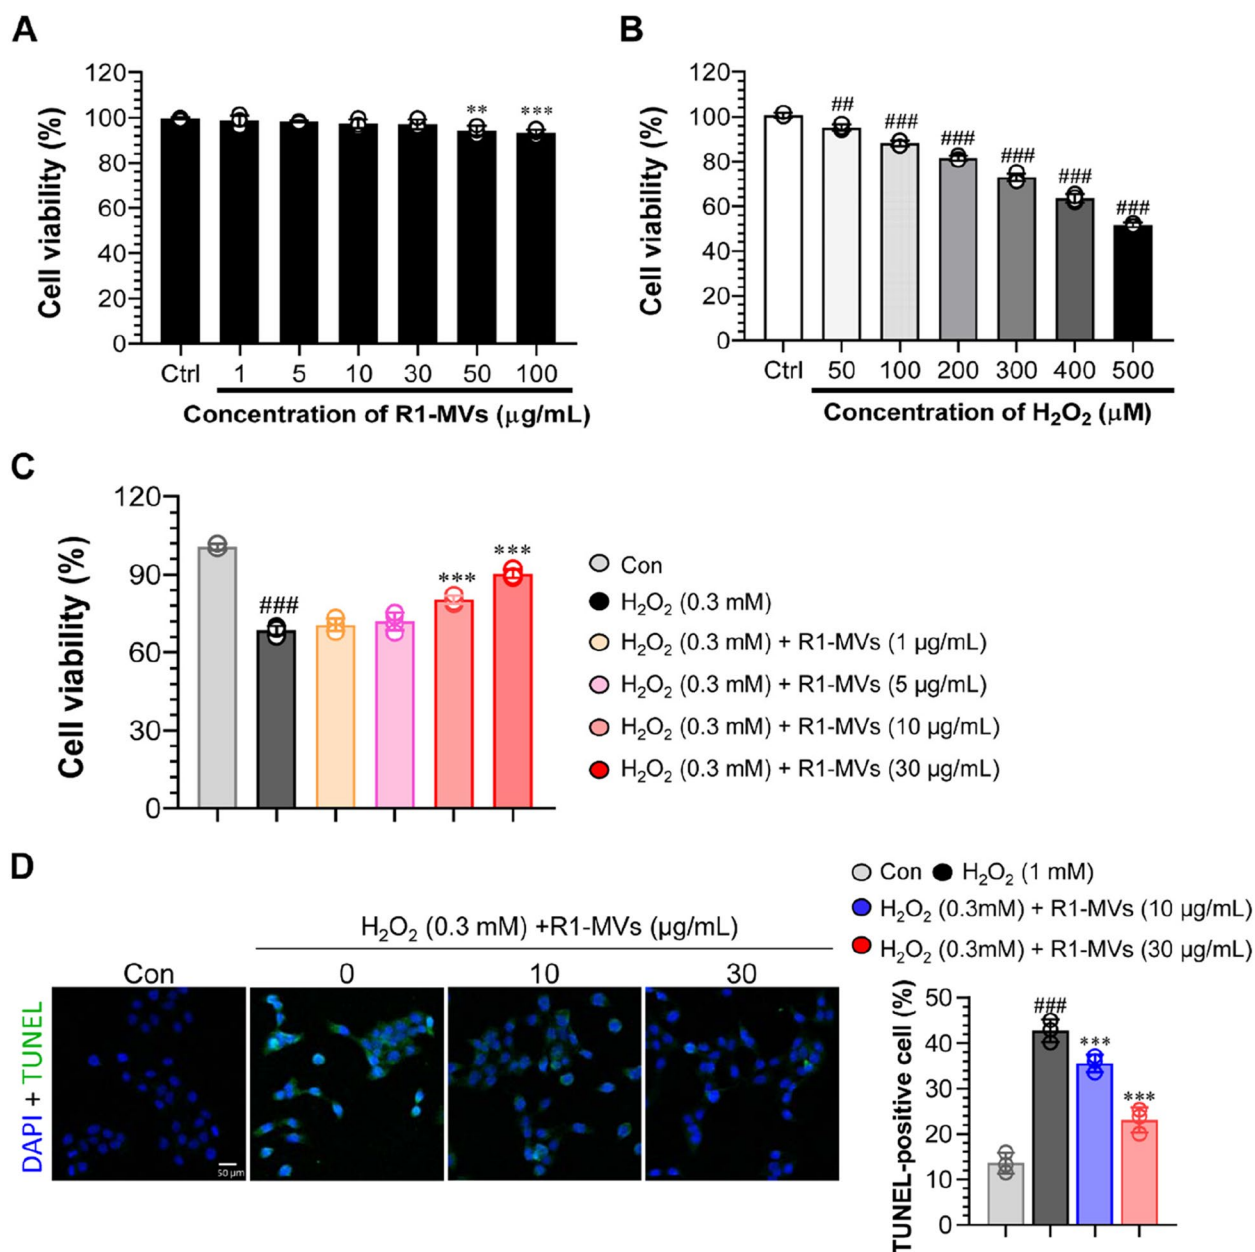 A
Cell viability (%)
120
100
80
60
40
20
0
** ***
Ctrl 1 5 10 30 50 100
Concentration of R1-MVs (μg/mL)
B
Cell viability (%)
120
100
80
60
40
20
0
## ### ### ### ### ###
Ctrl 50 100 200 300 400 500
Concentration of H₂O₂ (μM)
C
Cell viability (%)
120
90
60
30
0
### *** ***
Con
H₂O₂ (0.3 mM)
H₂O₂ (0.3 mM) + R1-MVs (1 μg/mL)
H₂O₂ (0.3 mM) + R1-MVs (5 μg/mL)
H₂O₂ (0.3 mM) + R1-MVs (10 μg/mL)
H₂O₂ (0.3 mM) + R1-MVs (30 μg/mL)
D
H₂O₂ (0.3 mM) +R1-MVs (μg/mL)
Con 0 10 30
DAPI + TUNEL
50 μm
Con H₂O₂ (1 mM)
H₂O₂ (0.3mM) + R1-MVs (10 μg/mL)
H₂O₂ (0.3mM) + R1-MVs (30 μg/mL)
TUNEL-positive cell (%)
50
40
30
20
10
0
### *** ***